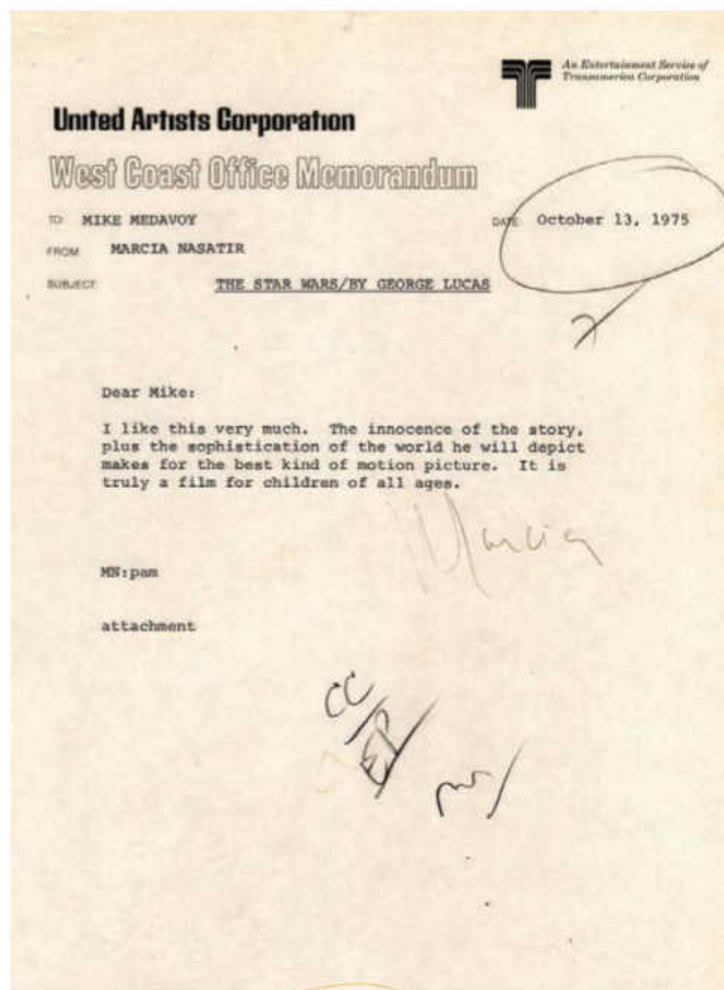 An Entertainment Service of
Transamerica Corporation
United Artists Corporation
West Coast Office Memorandum
TO: MIKE MEDAVOY
DATE: October 13, 1975
FROM: MARCIA NASATIR
SUBJECT: THE STAR WARS/BY GEORGE LUCAS
Dear Mike:
I like this very much. The innocence of the story,
plus the sophistication of the world he will depict
makes for the best kind of motion picture. It is
truly a film for children of all ages.
Marcia
MN:pam
attachment
CC/
EP